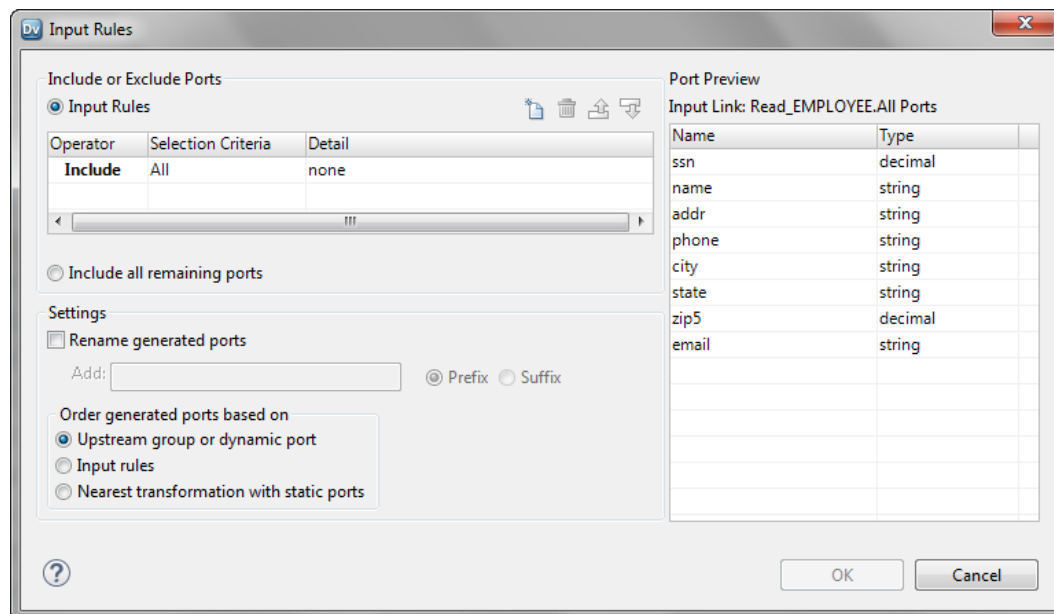 Dv Input Rules
Include or Exclude Ports
Input Rules
Operator Selection Criteria Detail
Include All none
Include all remaining ports
Settings
Rename generated ports
Add:
Prefix Suffix
Order generated ports based on
Upstream group or dynamic port
Input rules
Nearest transformation with static ports
Port Preview
Input Link: Read_EMPLOYEE.All Ports
Name Type
ssn decimal
name string
addr string
phone string
city string
state string
zip5 decimal
email string
?
OK Cancel